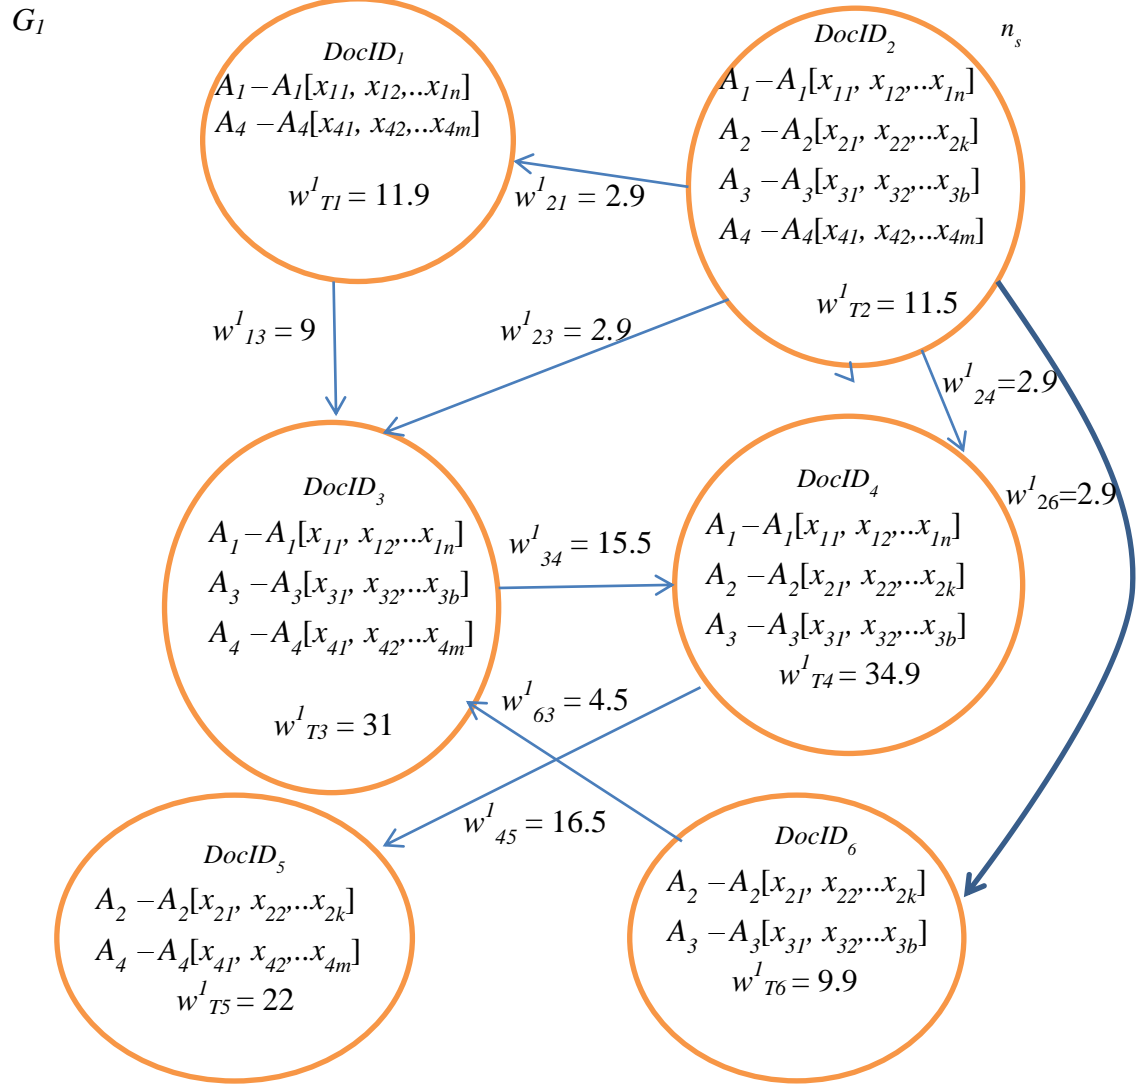 G1
ns
DocID1
A1 – A1[x11, x12,..x1n]
A4 – A4[x41, x42,..x4m]
w1T1 = 11.9
DocID2
A1 – A1[x11, x12,..x1n]
A2 – A2[x21, x22,..x2k]
A3 – A3[x31, x32,..x3b]
A4 – A4[x41, x42,..x4m]
w1T2 = 11.5
w121 = 2.9
w113 = 9
w123 = 2.9
w124=2.9
w126=2.9
DocID3
A1 – A1[x11, x12,..x1n]
A3 – A3[x31, x32,..x3b]
A4 – A4[x41, x42,..x4m]
w1T3 = 31
w134 = 15.5
DocID4
A1 – A1[x11, x12,..x1n]
A2 – A2[x21, x22,..x2k]
A3 – A3[x31, x32,..x3b]
w1T4 = 34.9
w163 = 4.5
w145 = 16.5
DocID5
A2 – A2[x21, x22,..x2k]
A4 – A4[x41, x42,..x4m]
w1T5 = 22
DocID6
A2 – A2[x21, x22,..x2k]
A3 – A3[x31, x32,..x3b]
w1T6 = 9.9